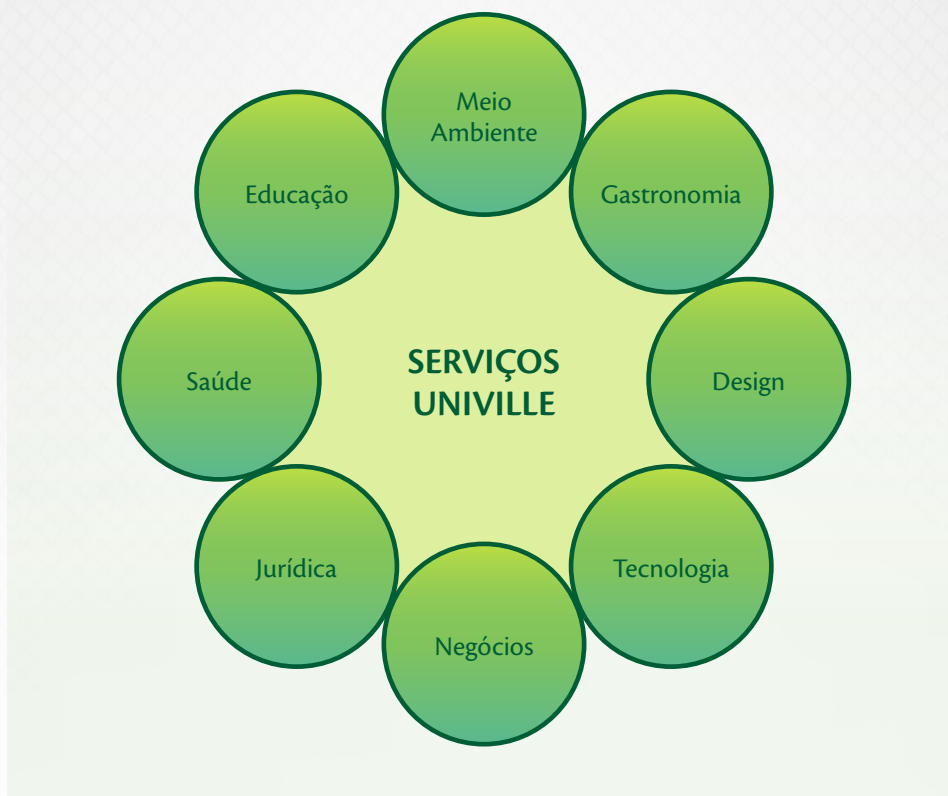 Meio
Ambiente
Educação
Gastronomia
SERVIÇOS
UNIVILLE
Saúde
Design
Jurídica
Tecnologia
Negócios